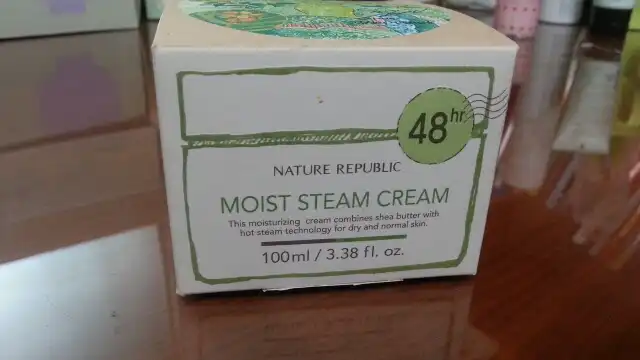 48hr
NATURE REPUBLIC
MOIST STEAM CREAM
This moisturizing cream combines shea butter with
hot steam technology for dry and normal skin.
100ml / 3.38 fl. oz.